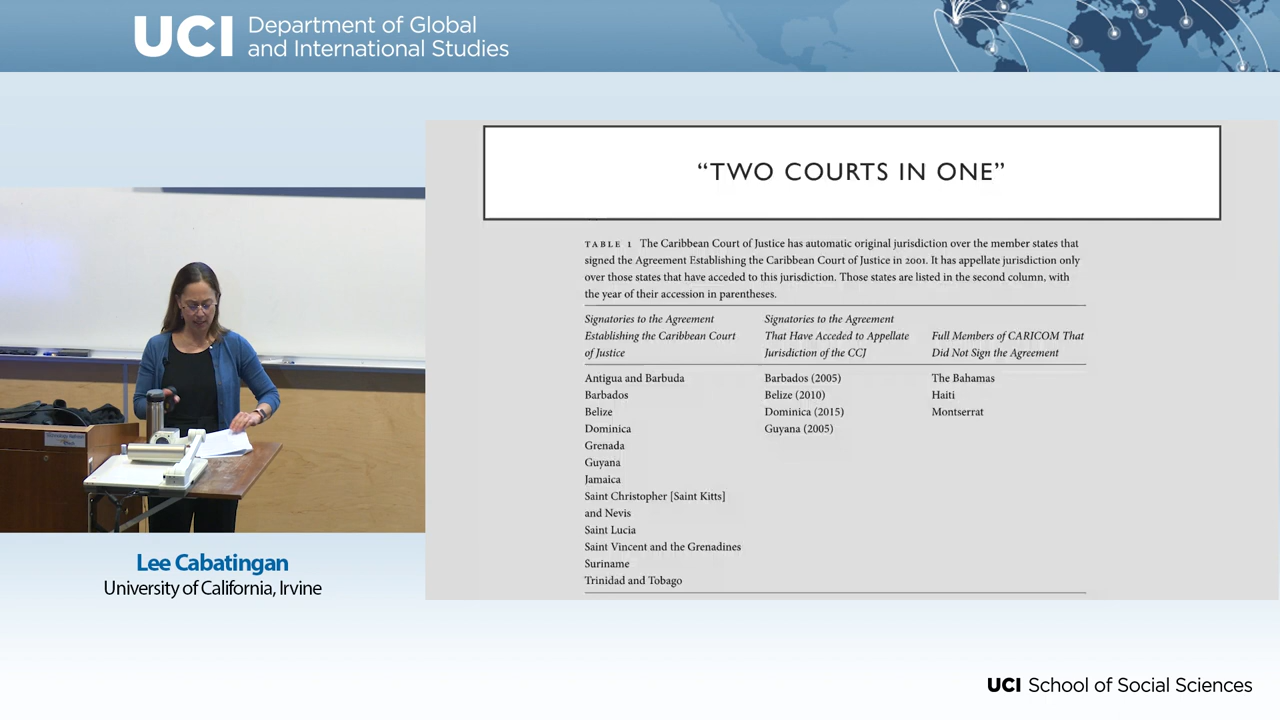 UCI Department of Global
and International Studies
“TWO COURTS IN ONE”
TABLE 1 The Caribbean Court of Justice has automatic original jurisdiction over the member states that
signed the Agreement Establishing the Caribbean Court of Justice in 2001. It has appellate jurisdiction only
over those states that have acceded to this jurisdiction. Those states are listed in the second column, with
the year of their accession in parentheses.
Signatories to the Agreement
Establishing the Caribbean Court
of Justice
Signatories to the Agreement
That Have Acceded to Appellate
Jurisdiction of the CCJ
Full Members of CARICOM That
Did Not Sign the Agreement
Antigua and Barbuda
Barbados
Belize
Dominica
Grenada
Guyana
Jamaica
Saint Christopher [Saint Kitts]
and Nevis
Saint Lucia
Saint Vincent and the Grenadines
Suriname
Trinidad and Tobago
Barbados (2005)
Belize (2010)
Dominica (2015)
Guyana (2005)
The Bahamas
Haiti
Montserrat
Lee Cabatingan
University of California, Irvine
UCI School of Social Sciences